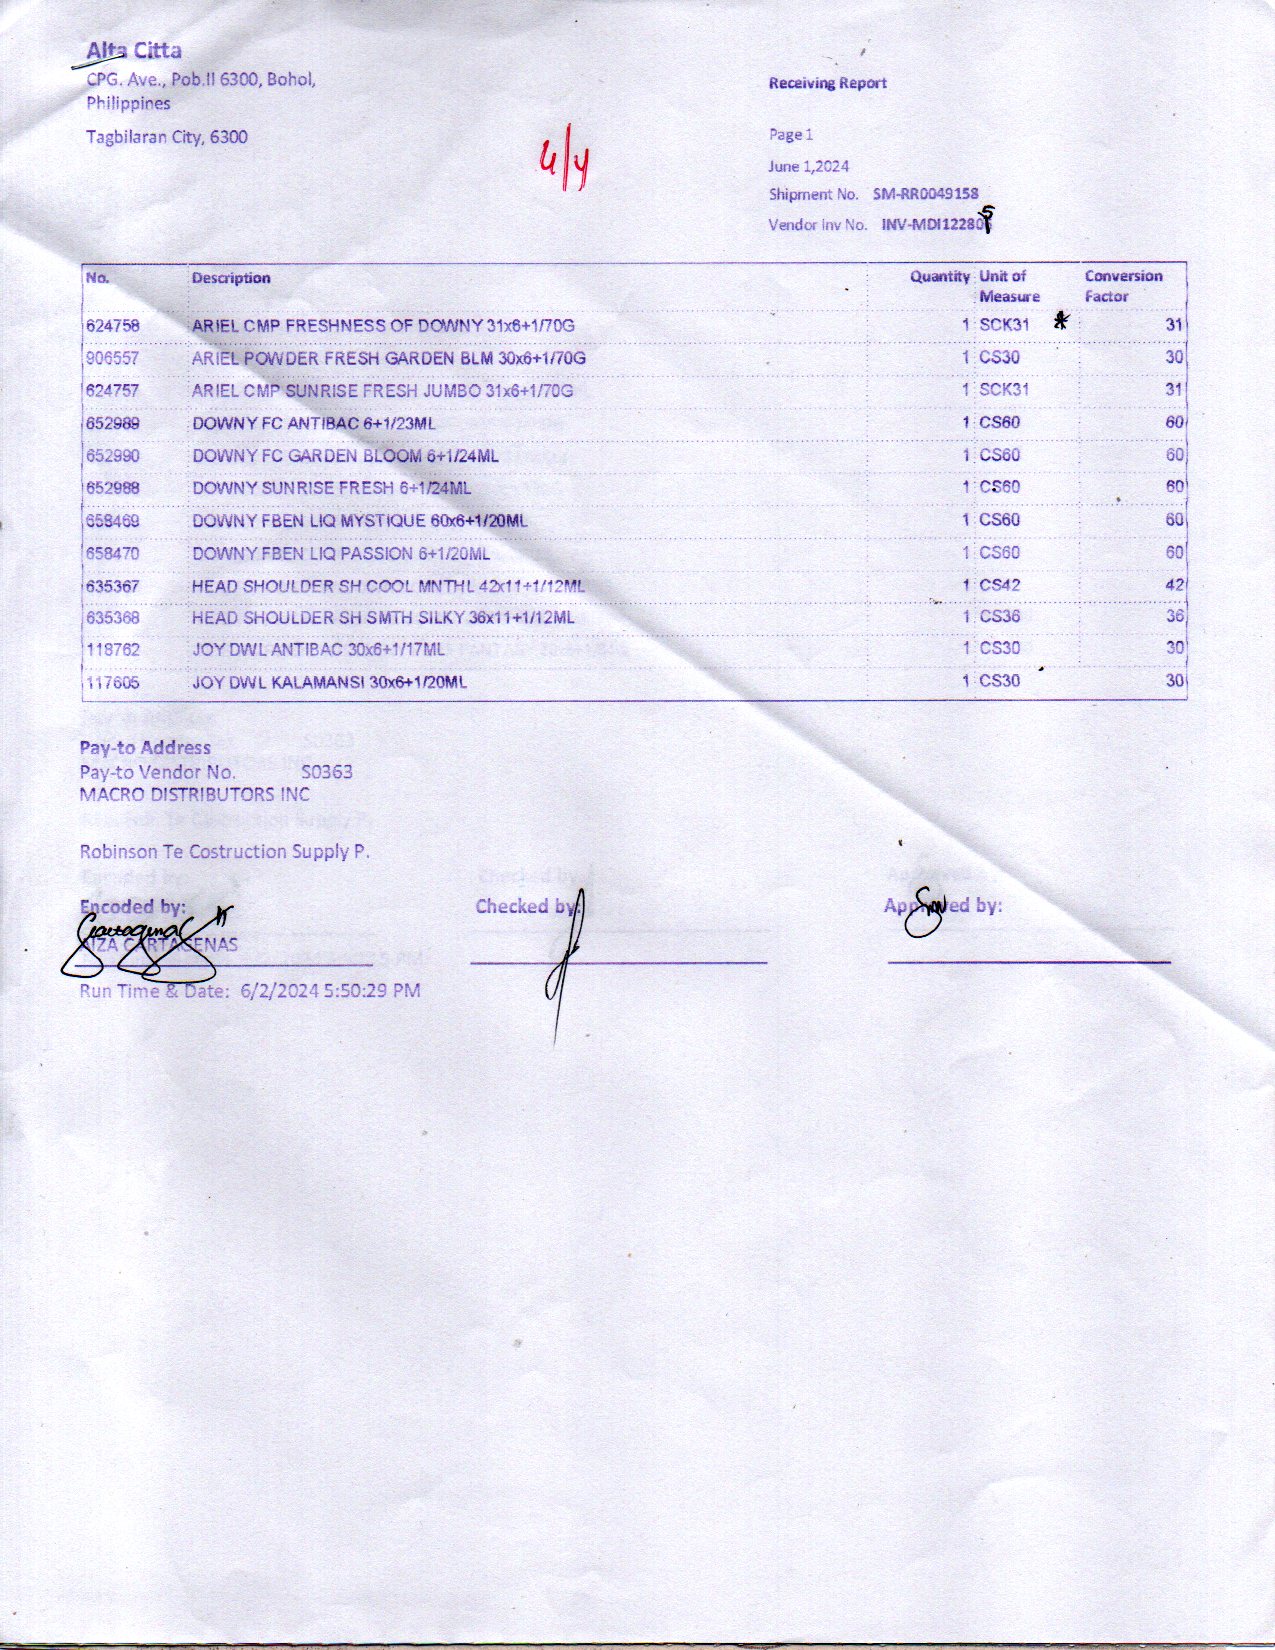 Alta Citta
CPG. Ave., Pob.II 6300, Bohol,
Philippines
Tagbilaran City, 6300
Receiving Report
Page 1
June 1,2024
Shipment No. SM-RR0049158
Vendor Inv No. INV-MDI122805
No. Description Quantity Unit of Measure Conversion Factor
624758 ARIEL CMP FRESHNESS OF DOWNY 31x6+1/70G 1 SCK31 * 31
906557 ARIEL POWDER FRESH GARDEN BLM 30x6+1/70G 1 CS30 30
624757 ARIEL CMP SUNRISE FRESH JUMBO 31x6+1/70G 1 SCK31 31
652989 DOWNY FC ANTIBAC 6+1/23ML 1 CS60 60
652990 DOWNY FC GARDEN BLOOM 6+1/24ML 1 CS60 60
652988 DOWNY SUNRISE FRESH 6+1/24ML 1 CS60 60
658469 DOWNY FBEN LIQ MYSTIQUE 60x6+1/20ML 1 CS60 60
658470 DOWNY FBEN LIQ PASSION 6+1/20ML 1 CS60 60
635367 HEAD SHOULDER SH COOL MNTHL 42x11+1/12ML 1 CS42 42
635368 HEAD SHOULDER SH SMTH SILKY 36x11+1/12ML 1 CS36 36
118762 JOY DWL ANTIBAC 30x6+1/17ML 1 CS30 30
117605 JOY DWL KALAMANSI 30x6+1/20ML 1 CS30 30
Pay-to Address
Pay-to Vendor No. S0363
MACRO DISTRIBUTORS INC
Robinson Te Costruction Supply P.
Encoded by: Checked by: Approved by:
AIZA CARTAGENAS
Run Time & Date: 6/2/2024 5:50:29 PM